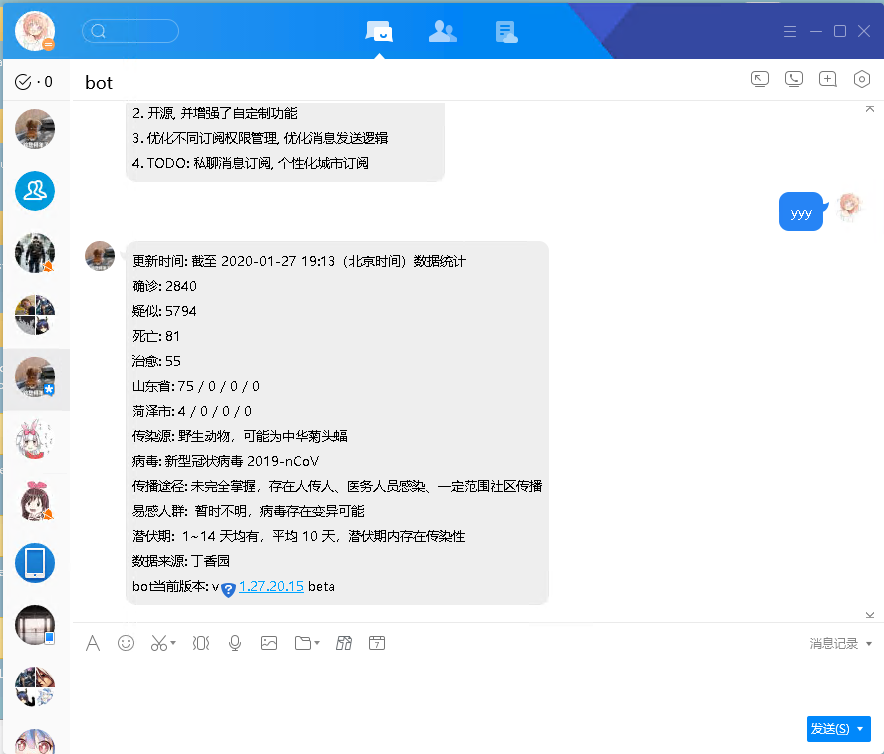 · 0
bot
2. 开源, 并增强了自定制功能
3. 优化不同订阅权限管理, 优化消息发送逻辑
4. TODO: 私聊消息订阅, 个性化城市订阅
yyy
更新时间: 截至 2020-01-27 19:13（北京时间）数据统计
确诊: 2840
疑似: 5794
死亡: 81
治愈: 55
山东省: 75 / 0 / 0 / 0
菏泽市: 4 / 0 / 0 / 0
传染源: 野生动物，可能为中华菊头蝠
病毒: 新型冠状病毒 2019-nCoV
传播途径: 未完全掌握，存在人传人、医务人员感染、一定范围社区传播
易感人群:  暂时不明，病毒存在变异可能
潜伏期:  1~14 天均有，平均 10 天，潜伏期内存在传染性
数据来源: 丁香园
bot当前版本: v 1.27.20.15 beta
消息记录
发送(S)